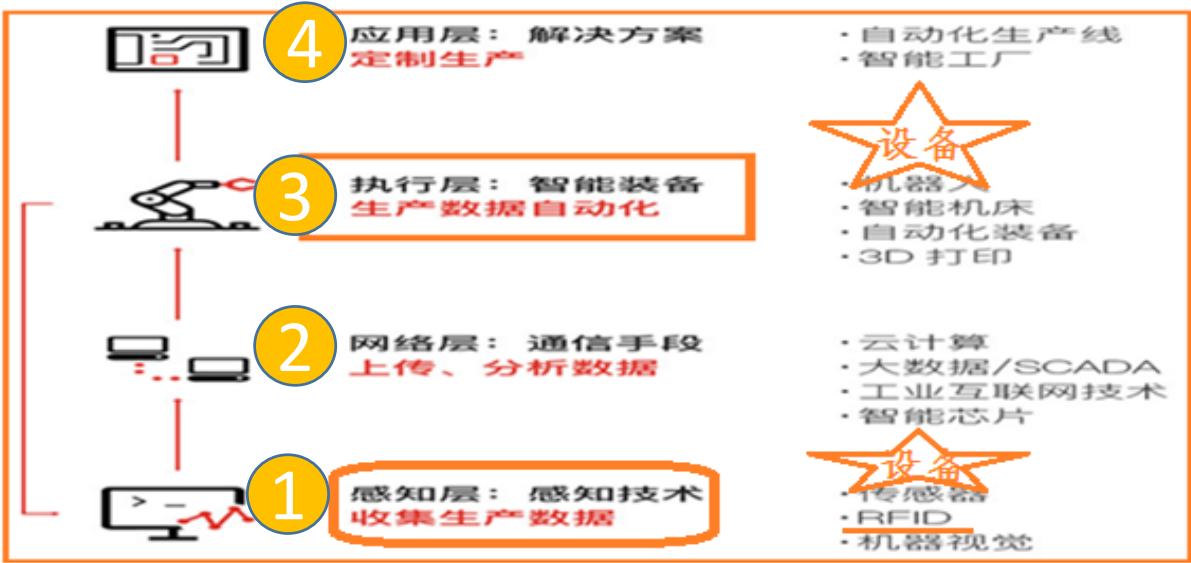 4
应用层：解决方案
定制生产
·自动化生产线
·智能工厂
设备
3
执行层：智能装备
生产数据自动化
·机器人
·智能机床
·自动化装备
·3D 打印
2
网络层：通信手段
上传、分析数据
·云计算
·大数据/SCADA
·工业互联网技术
·智能芯片
设备
1
感知层：感知技术
收集生产数据
·传感器
·RFID
·机器视觉
> _